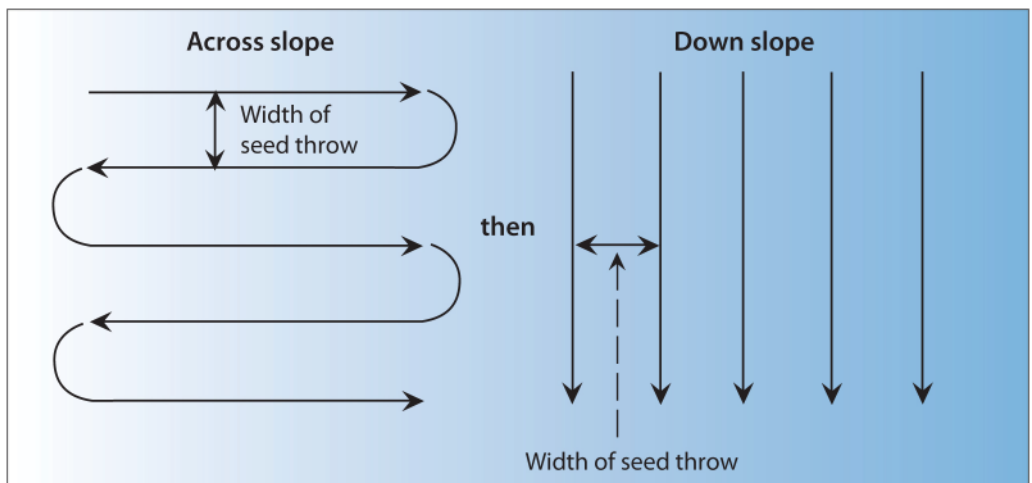 Across slope
Width of
seed throw
then
Down slope
Width of seed throw